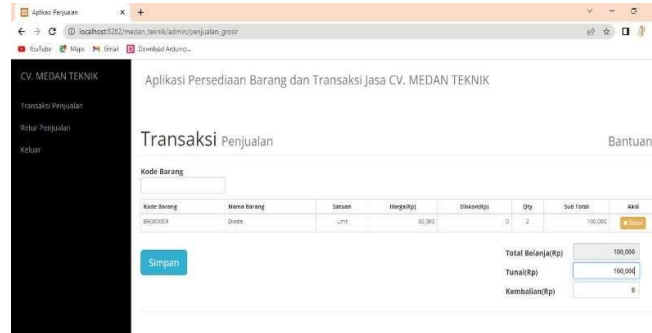 Aplikasi Penjualan
localhost:8282/medan_teknik/admin/penjualan_grosir
YouTube Maps Gmail Download Arduino...
CV. MEDAN TEKNIK
Aplikasi Persediaan Barang dan Transaksi Jasa CV. MEDAN TEKNIK
Transaksi Penjualan
Retur Penjualan
Keluar
Transaksi Penjualan
Bantuan
Kode Barang
Kode Barang Nama Barang Satuan Harga(Rp) Diskon(Rp) Qty Sub Total Aksi
BR000009 Dioda Unit 50,000 0 2 100,000
Simpan
Total Belanja(Rp) 100,000
Tunai(Rp) 100,000
Kembalian(Rp) 0